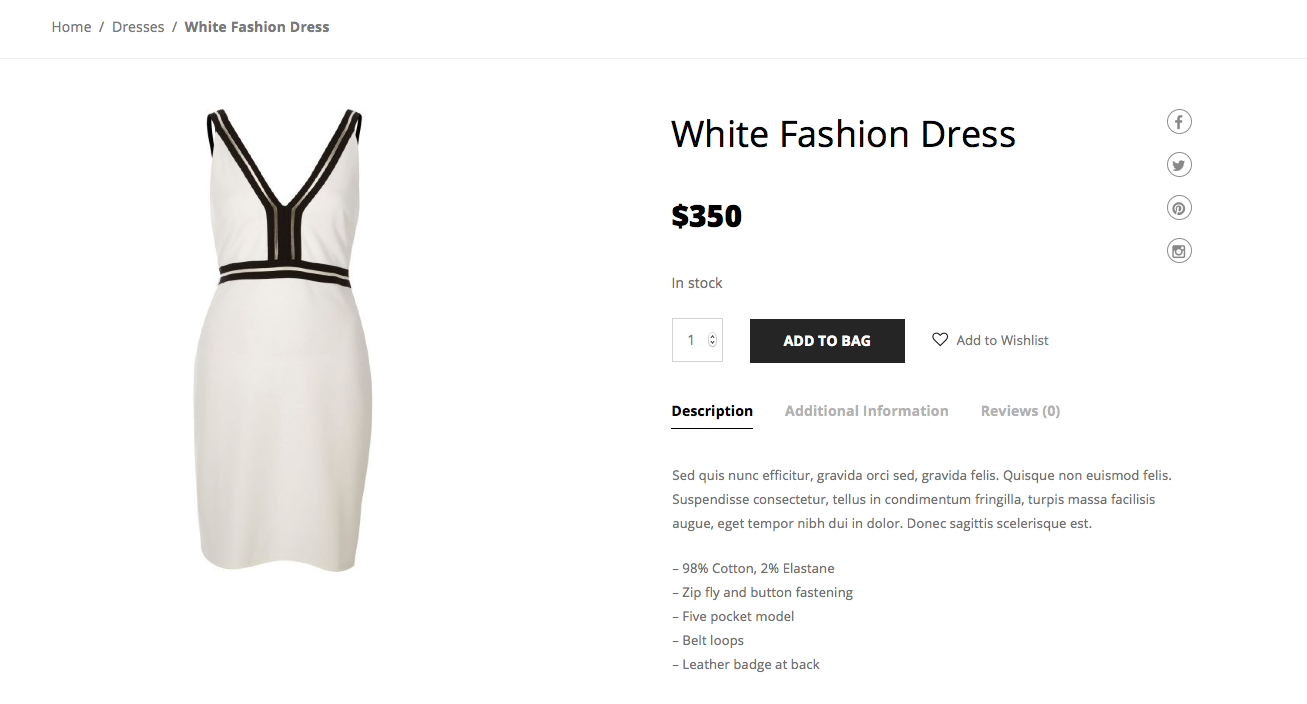 Home / Dresses / White Fashion Dress
White Fashion Dress
$350
In stock
1
ADD TO BAG
Add to Wishlist
Description
Additional Information
Reviews (0)
Sed quis nunc efficitur, gravida orci sed, gravida felis. Quisque non euismod felis.
Suspendisse consectetur, tellus in condimentum fringilla, turpis massa facilisis
augue, eget tempor nibh dui in dolor. Donec sagittis scelerisque est.
– 98% Cotton, 2% Elastane
– Zip fly and button fastening
– Five pocket model
– Belt loops
– Leather badge at back